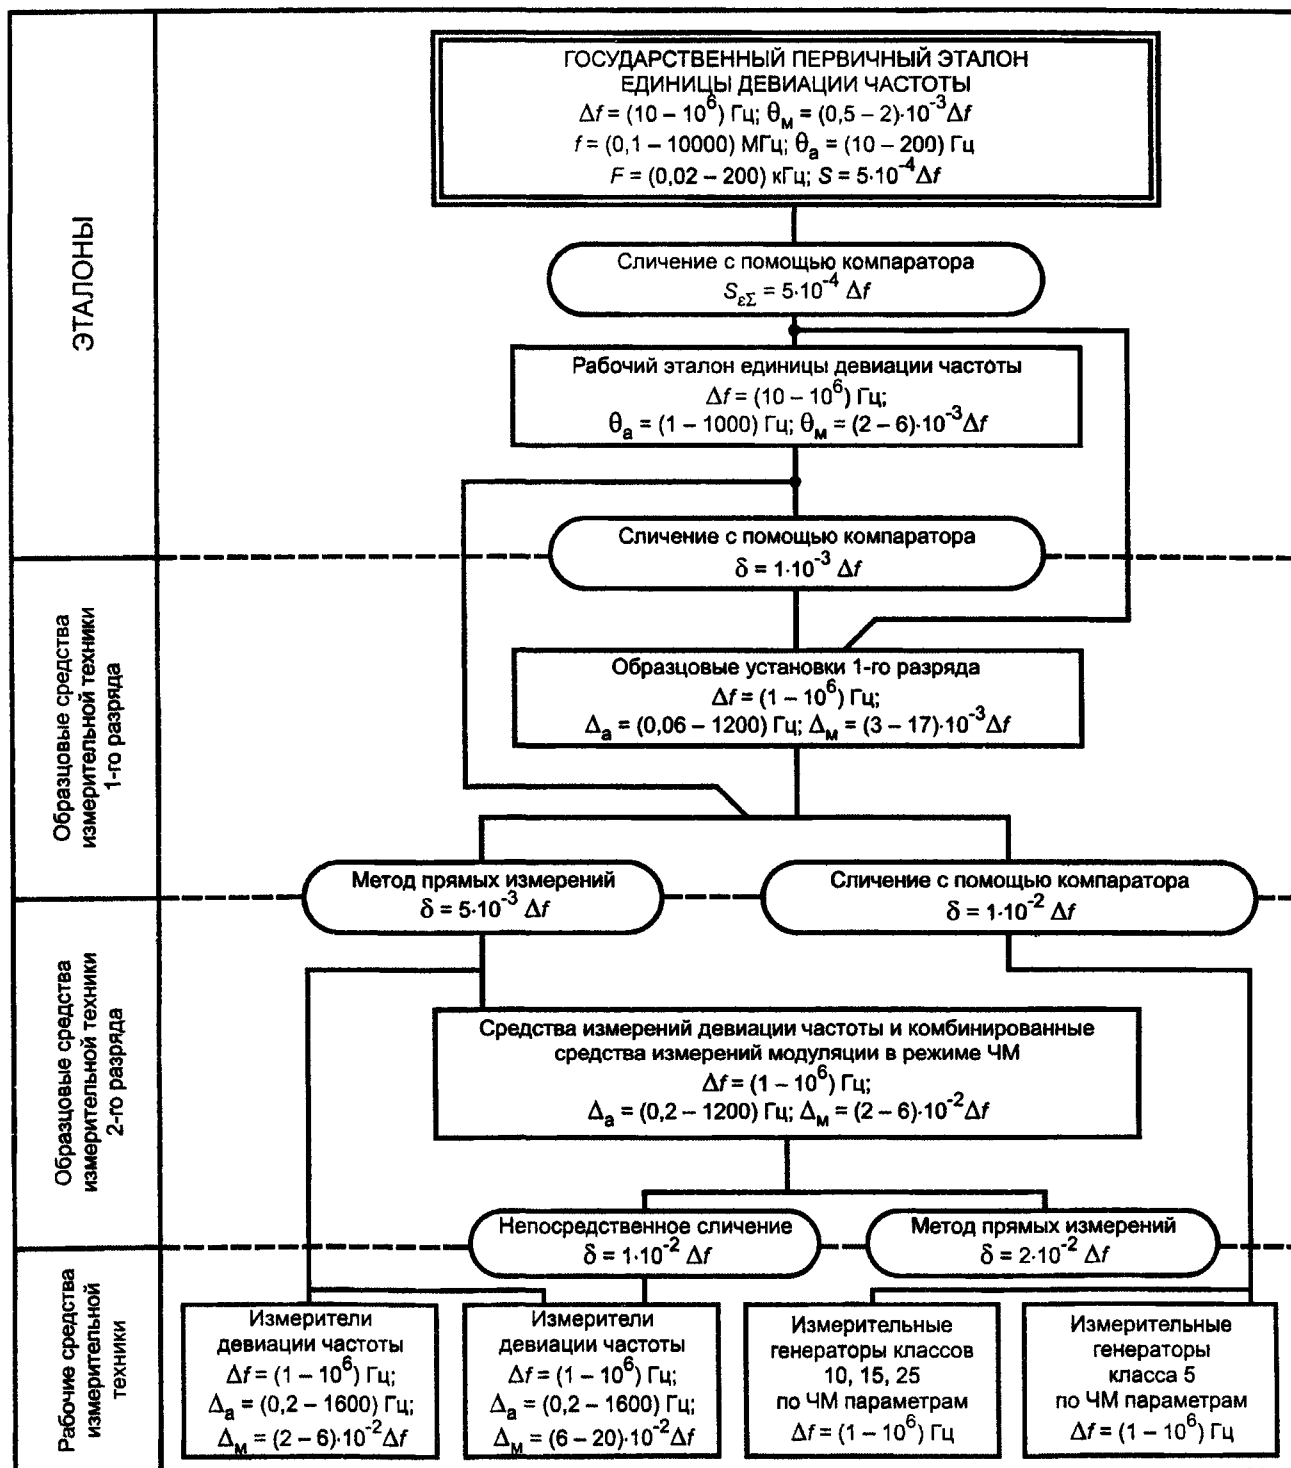 ГОСУДАРСТВЕННЫЙ ПЕРВИЧНЫЙ ЭТАЛОН
ЕДИНИЦЫ ДЕВИАЦИИ ЧАСТОТЫ
Δf = (10 – 10⁶) Гц; θм = (0,5 – 2)·10⁻³Δf
f = (0,1 – 10000) МГц; θа = (10 – 200) Гц
F = (0,02 – 200) кГц; S = 5·10⁻⁴Δf
ЭТАЛОНЫ
Сличение с помощью компаратора
SεΣ = 5·10⁻⁴ Δf
Рабочий эталон единицы девиации частоты
Δf = (10 – 10⁶) Гц;
θа = (1 – 1000) Гц; θм = (2 – 6)·10⁻³Δf
Сличение с помощью компаратора
δ = 1·10⁻³ Δf
Образцовые средства
измерительной техники
1-го разряда
Образцовые установки 1-го разряда
Δf = (1 – 10⁶) Гц;
Δа = (0,06 – 1200) Гц; Δм = (3 – 17)·10⁻³Δf
Метод прямых измерений
δ = 5·10⁻³ Δf
Сличение с помощью компаратора
δ = 1·10⁻² Δf
Образцовые средства
измерительной техники
2-го разряда
Средства измерений девиации частоты и комбинированные
средства измерений модуляции в режиме ЧМ
Δf = (1 – 10⁶) Гц;
Δа = (0,2 – 1200) Гц; Δм = (2 – 6)·10⁻²Δf
Непосредственное сличение
δ = 1·10⁻² Δf
Метод прямых измерений
δ = 2·10⁻² Δf
Рабочие средства
измерительной
техники
Измерители
девиации частоты
Δf = (1 – 10⁶) Гц;
Δа = (0,2 – 1600) Гц;
Δм = (2 – 6)·10⁻²Δf
Измерители
девиации частоты
Δf = (1 – 10⁶) Гц;
Δа = (0,2 – 1600) Гц;
Δм = (6 – 20)·10⁻²Δf
Измерительные
генераторы классов
10, 15, 25
по ЧМ параметрам
Δf = (1 – 10⁶) Гц
Измерительные
генераторы
класса 5
по ЧМ параметрам
Δf = (1 – 10⁶) Гц